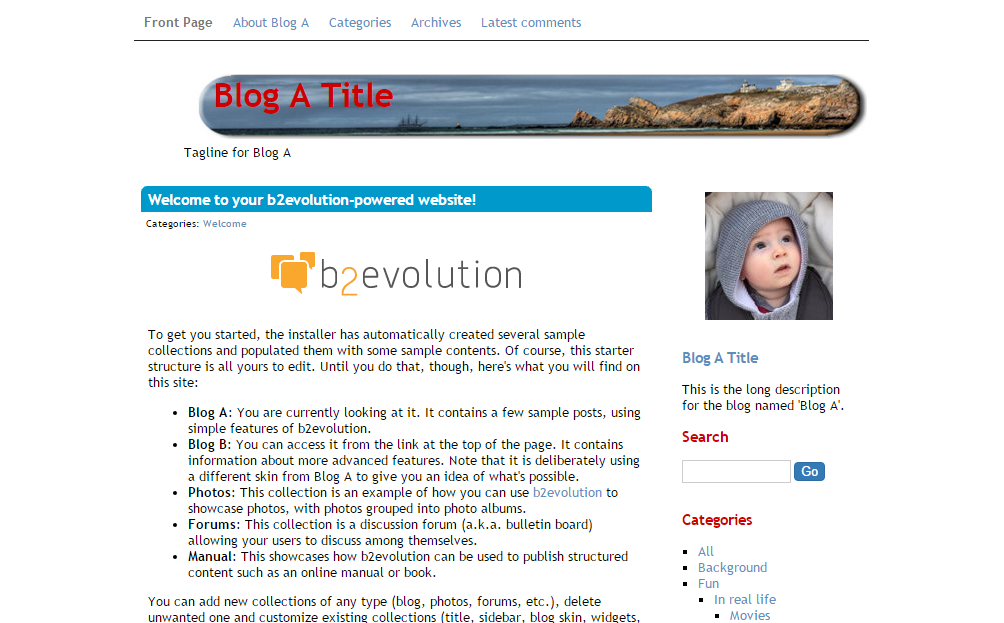 Front Page About Blog A Categories Archives Latest comments
Blog A Title
Tagline for Blog A
Welcome to your b2evolution-powered website!
Categories: Welcome
b2evolution
To get you started, the installer has automatically created several sample
collections and populated them with some sample contents. Of course, this starter
structure is all yours to edit. Until you do that, though, here's what you will find on
this site:
Blog A: You are currently looking at it. It contains a few sample posts, using
simple features of b2evolution.
Blog B: You can access it from the link at the top of the page. It contains
information about more advanced features. Note that it is deliberately using
a different skin from Blog A to give you an idea of what's possible.
Photos: This collection is an example of how you can use b2evolution to
showcase photos, with photos grouped into photo albums.
Forums: This collection is a discussion forum (a.k.a. bulletin board)
allowing your users to discuss among themselves.
Manual: This showcases how b2evolution can be used to publish structured
content such as an online manual or book.
You can add new collections of any type (blog, photos, forums, etc.), delete
unwanted one and customize existing collections (title, sidebar, blog skin, widgets,
Blog A Title
This is the long description
for the blog named 'Blog A'.
Search
Go
Categories
All
Background
Fun
In real life
Movies